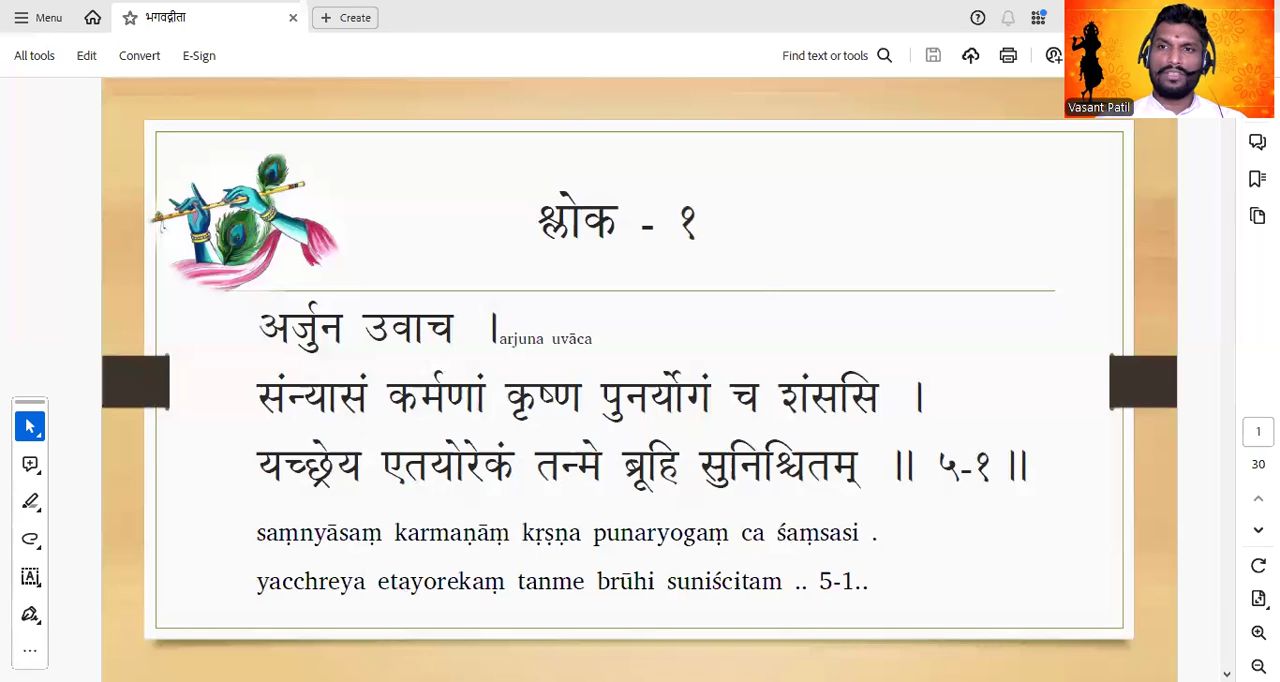 Menu
भगवद्गीता
Create
All tools Edit Convert E-Sign
Find text or tools
Vasant Patil
श्लोक - १
अर्जुन उवाच । arjuna uvāca
संन्यासं कर्मणां कृष्ण पुनर्योगं च शंससि ।
यच्छ्रेय एतयोरेकं तन्मे ब्रूहि सुनिश्चितम् ॥ ५-१॥
saṃnyāsaṃ karmaṇāṃ kṛṣṇa punaryogaṃ ca śaṃsasi .
yacchreya etayorekaṃ tanme brūhi suniścitam .. 5-1..
1
30